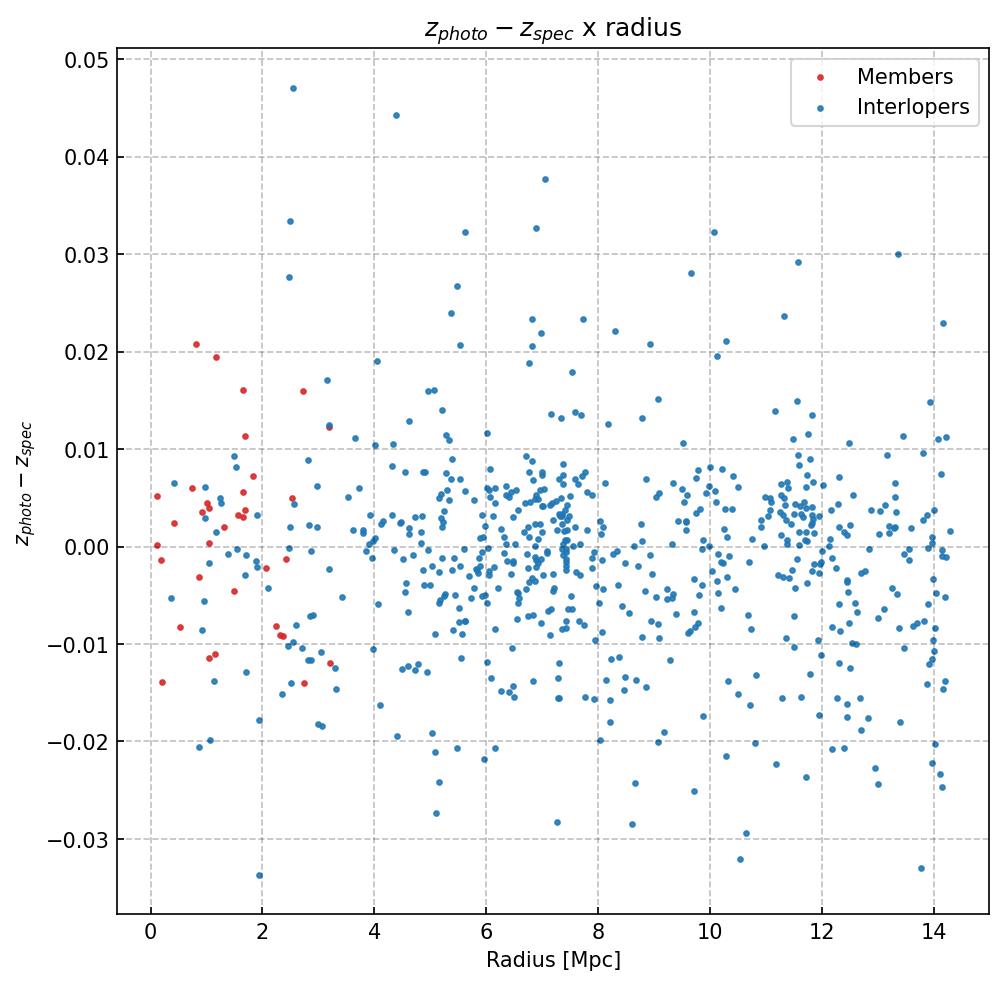 z_photo − z_spec x radius
Members
Interlopers
0.05
0.04
0.03
0.02
0.01
0.00
−0.01
−0.02
−0.03
z_photo − z_spec
0 2 4 6 8 10 12 14
Radius [Mpc]